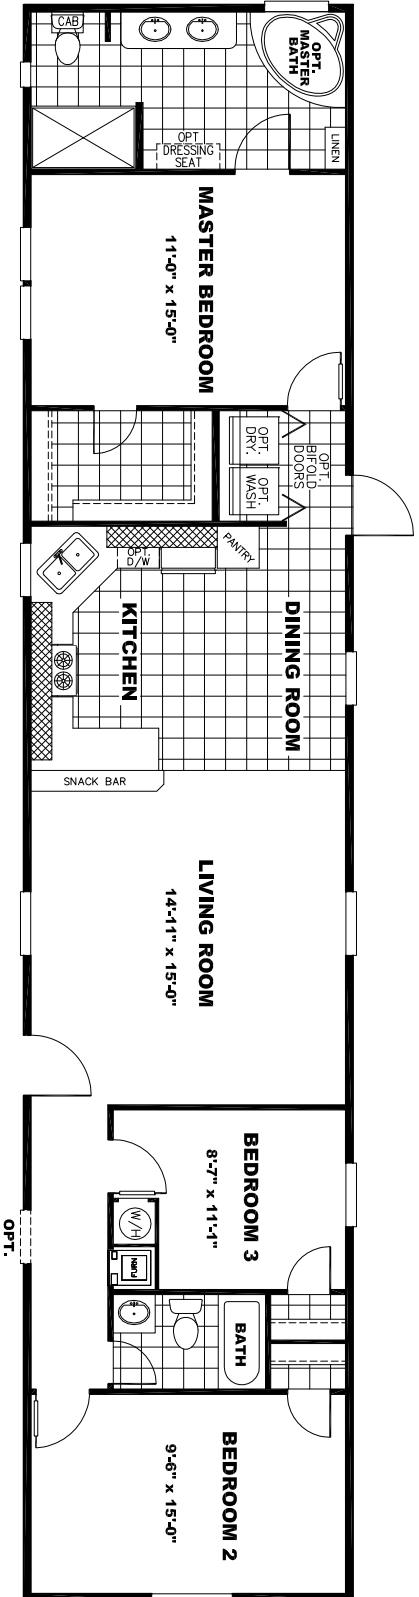 CAB
OPT.
MASTER
BATH
OPT
DRESSING
SEAT
LINEN
MASTER BEDROOM
11'-0" x 15'-0"
OPT.
DRY.
OPT.
WASH
OPT.
BIFOLD
DOORS
OPT.
D/W
PANTRY
KITCHEN
DINING ROOM
SNACK BAR
LIVING ROOM
14'-11" x 15'-0"
BEDROOM 3
8'-7" x 11'-1"
W/H
FURN
OPT.
BATH
BEDROOM 2
9'-6" x 15'-0"